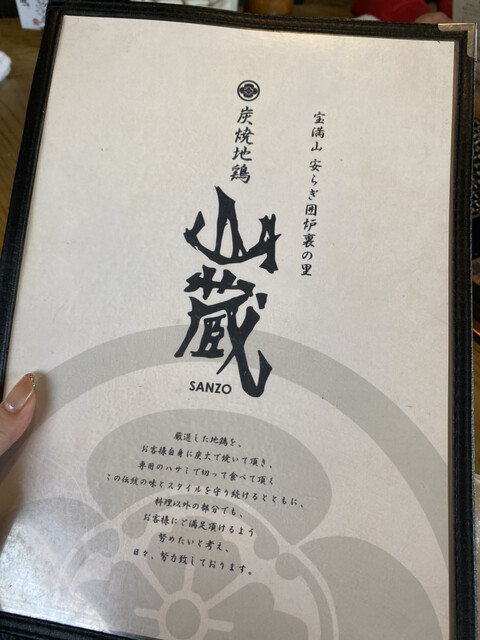 宝満山 安らぎ囲炉裏の里
炭焼地鶏
山蔵
SANZO
厳選した地鶏を、
お客様自身に炭火で焼いて頂き、
専用のハサミで切って食べて頂く
この伝統の味とスタイルを守り続けるとともに、
料理以外の部分でも、
お客様にご満足頂けるよう
努めたいと考え、
日々、努力致しております。